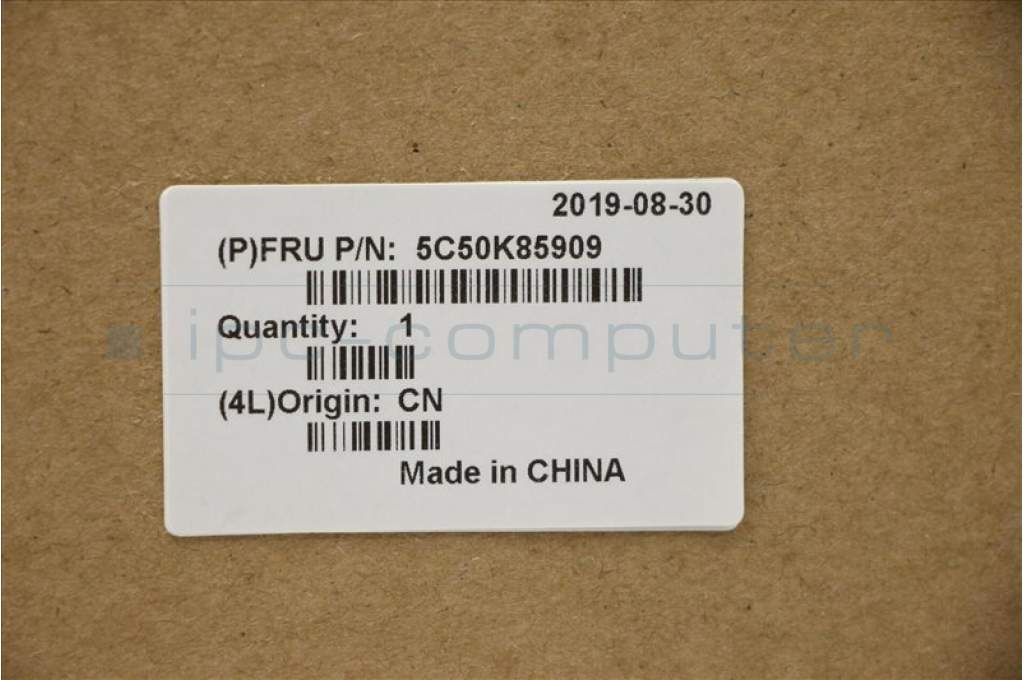 2019-08-30
(P)FRU P/N: 5C50K85909
Quantity: 1
ipc-computer
(4L)Origin: CN
Made in CHINA